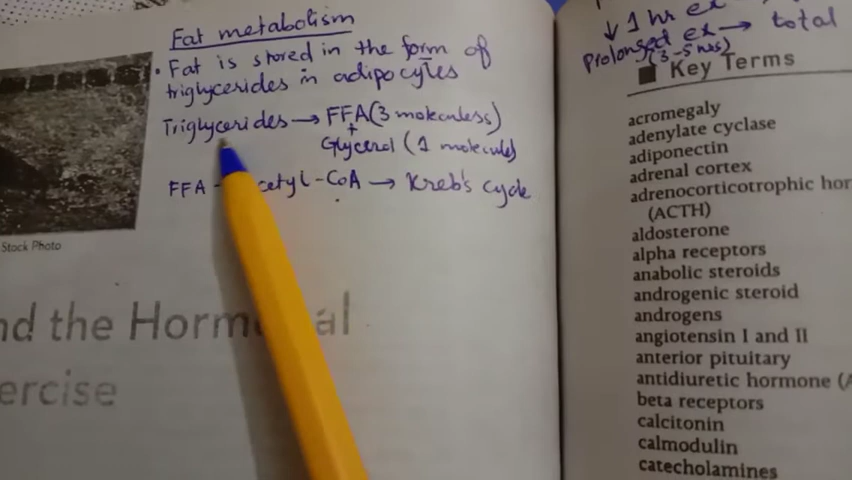 Fat metabolism
• Fat is stored in the form of
triglycerides in adipocytes
Triglycerides → FFA (3 molecules)
+
Glycerol (1 molecule)
FFA → cetyl-CoA → Kreb's cycle
Stock Photo
nd the Horm al
ercise
↓ 1 hr ex
Prolonged ex → total
(3-5 hrs)
Key Terms
acromegaly
adenylate cyclase
adiponectin
adrenal cortex
adrenocorticotrophic hor
(ACTH)
aldosterone
alpha receptors
anabolic steroids
androgenic steroid
androgens
angiotensin I and II
anterior pituitary
antidiuretic hormone (A
beta receptors
calcitonin
calmodulin
catecholamines